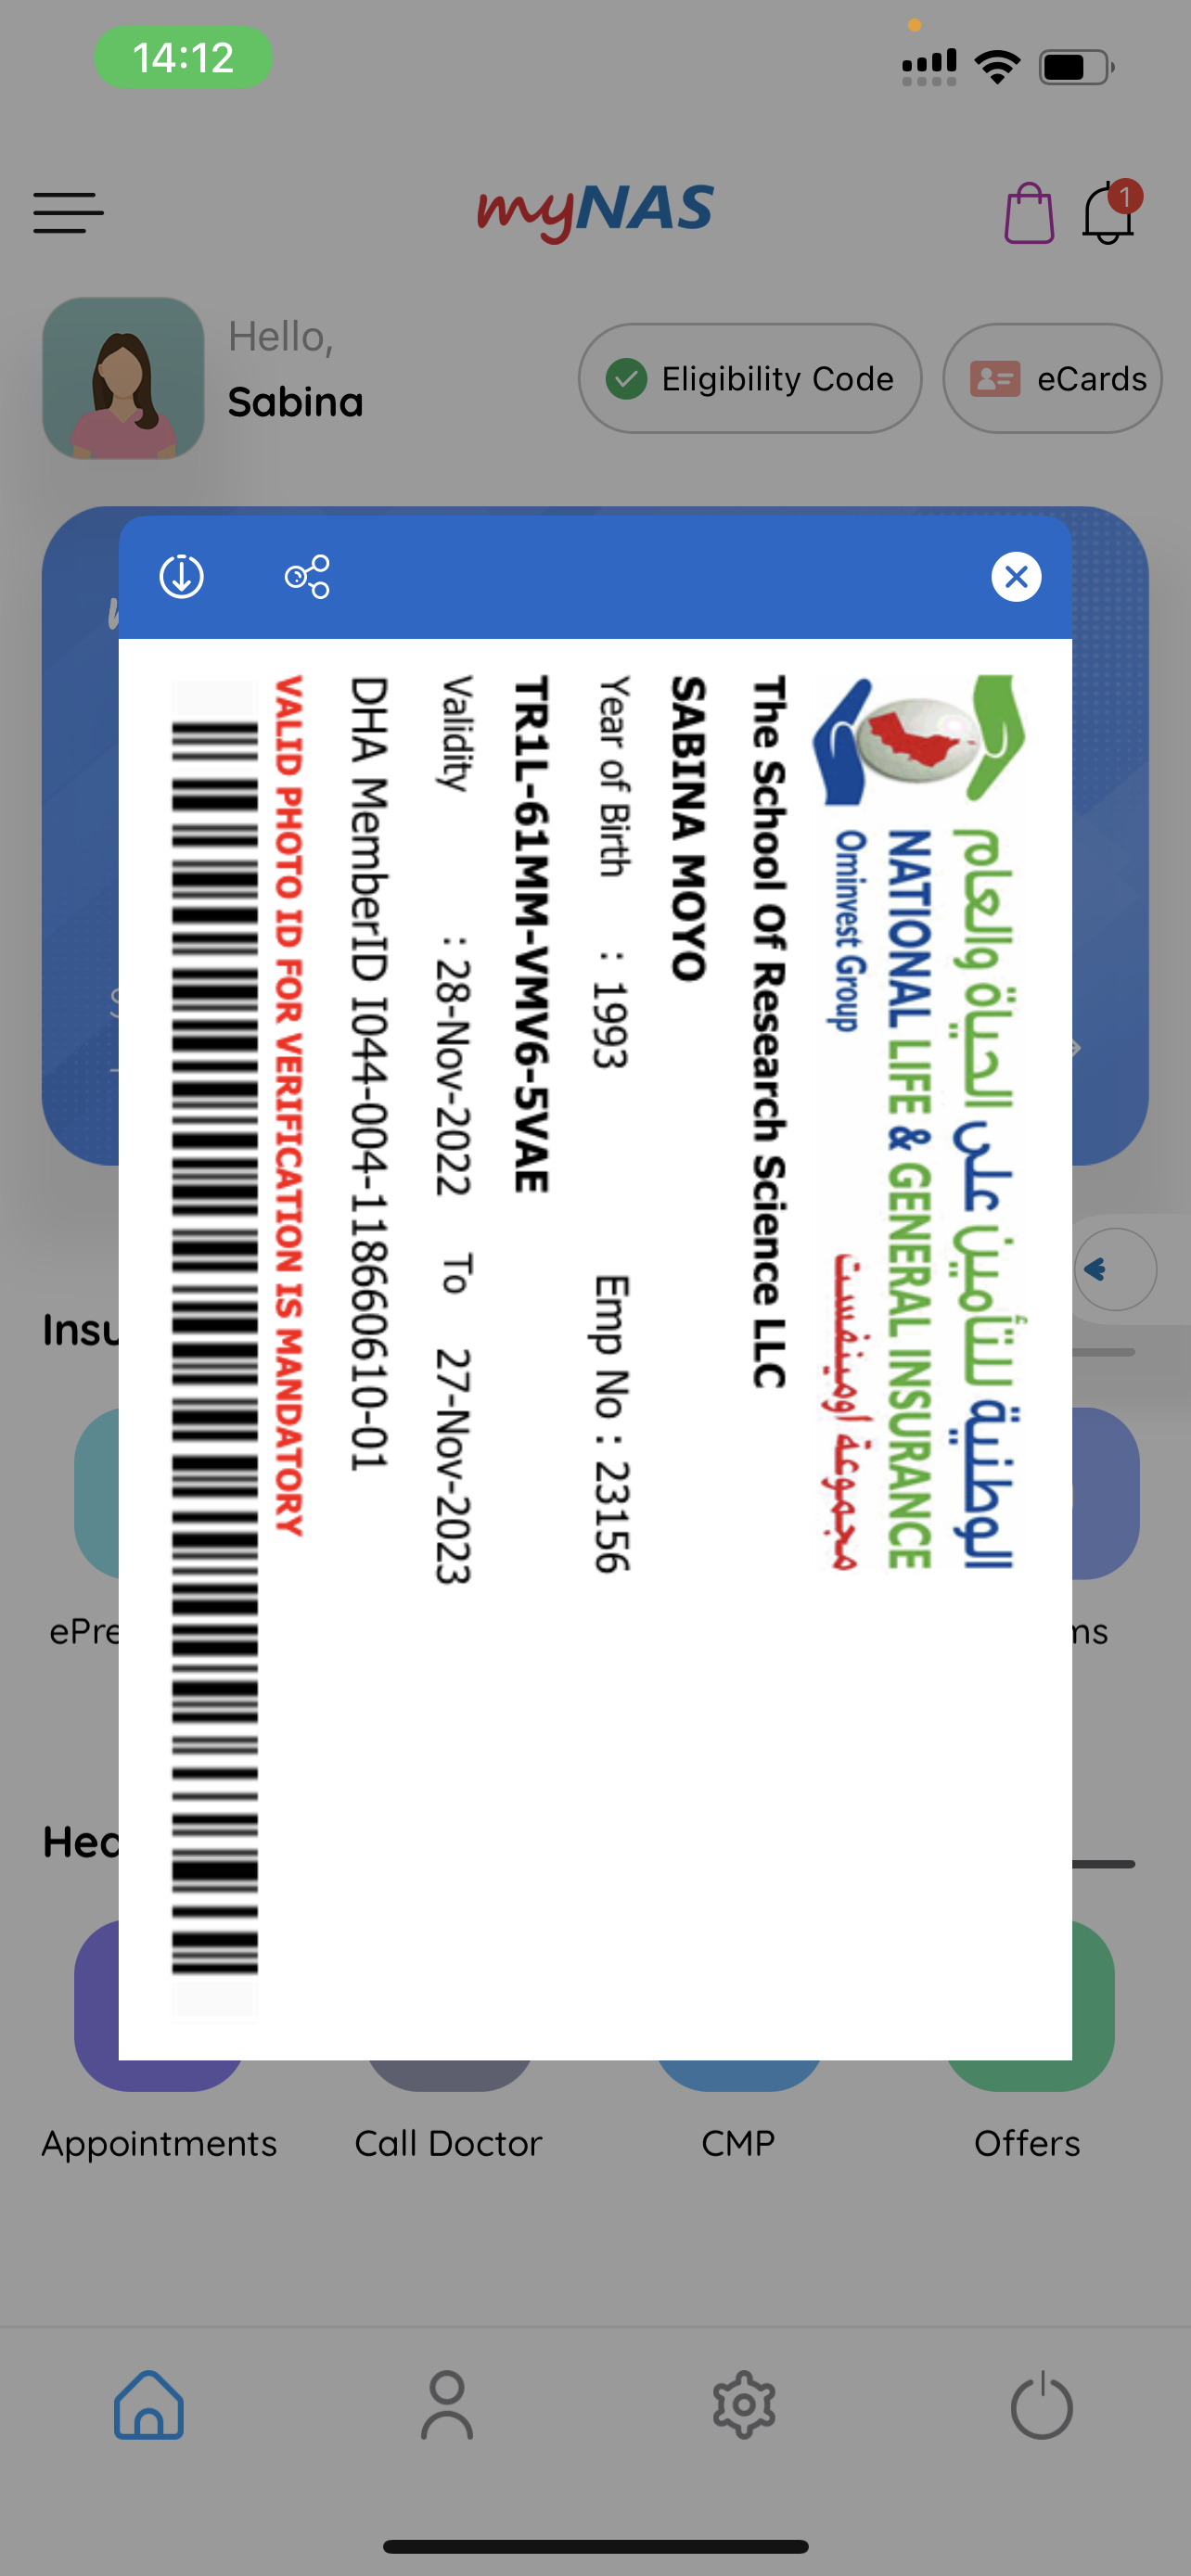 14:12
myNAS
1
Hello,
Sabina
Eligibility Code
eCards
الوطنية للتأمين على الحياة والعام
NATIONAL LIFE & GENERAL INSURANCE
Ominvest Group مجموعة اومينفست
The School Of Research Science LLC
SABINA MOYO
Year of Birth : 1993 Emp No : 23156
TR1L-61MM-VMV6-5VAE
Validity : 28-Nov-2022 To 27-Nov-2023
DHA MemberID I044-004-118660610-01
VALID PHOTO ID FOR VERIFICATION IS MANDATORY
Insu
ePre
ms
Hea
Appointments
Call Doctor
CMP
Offers